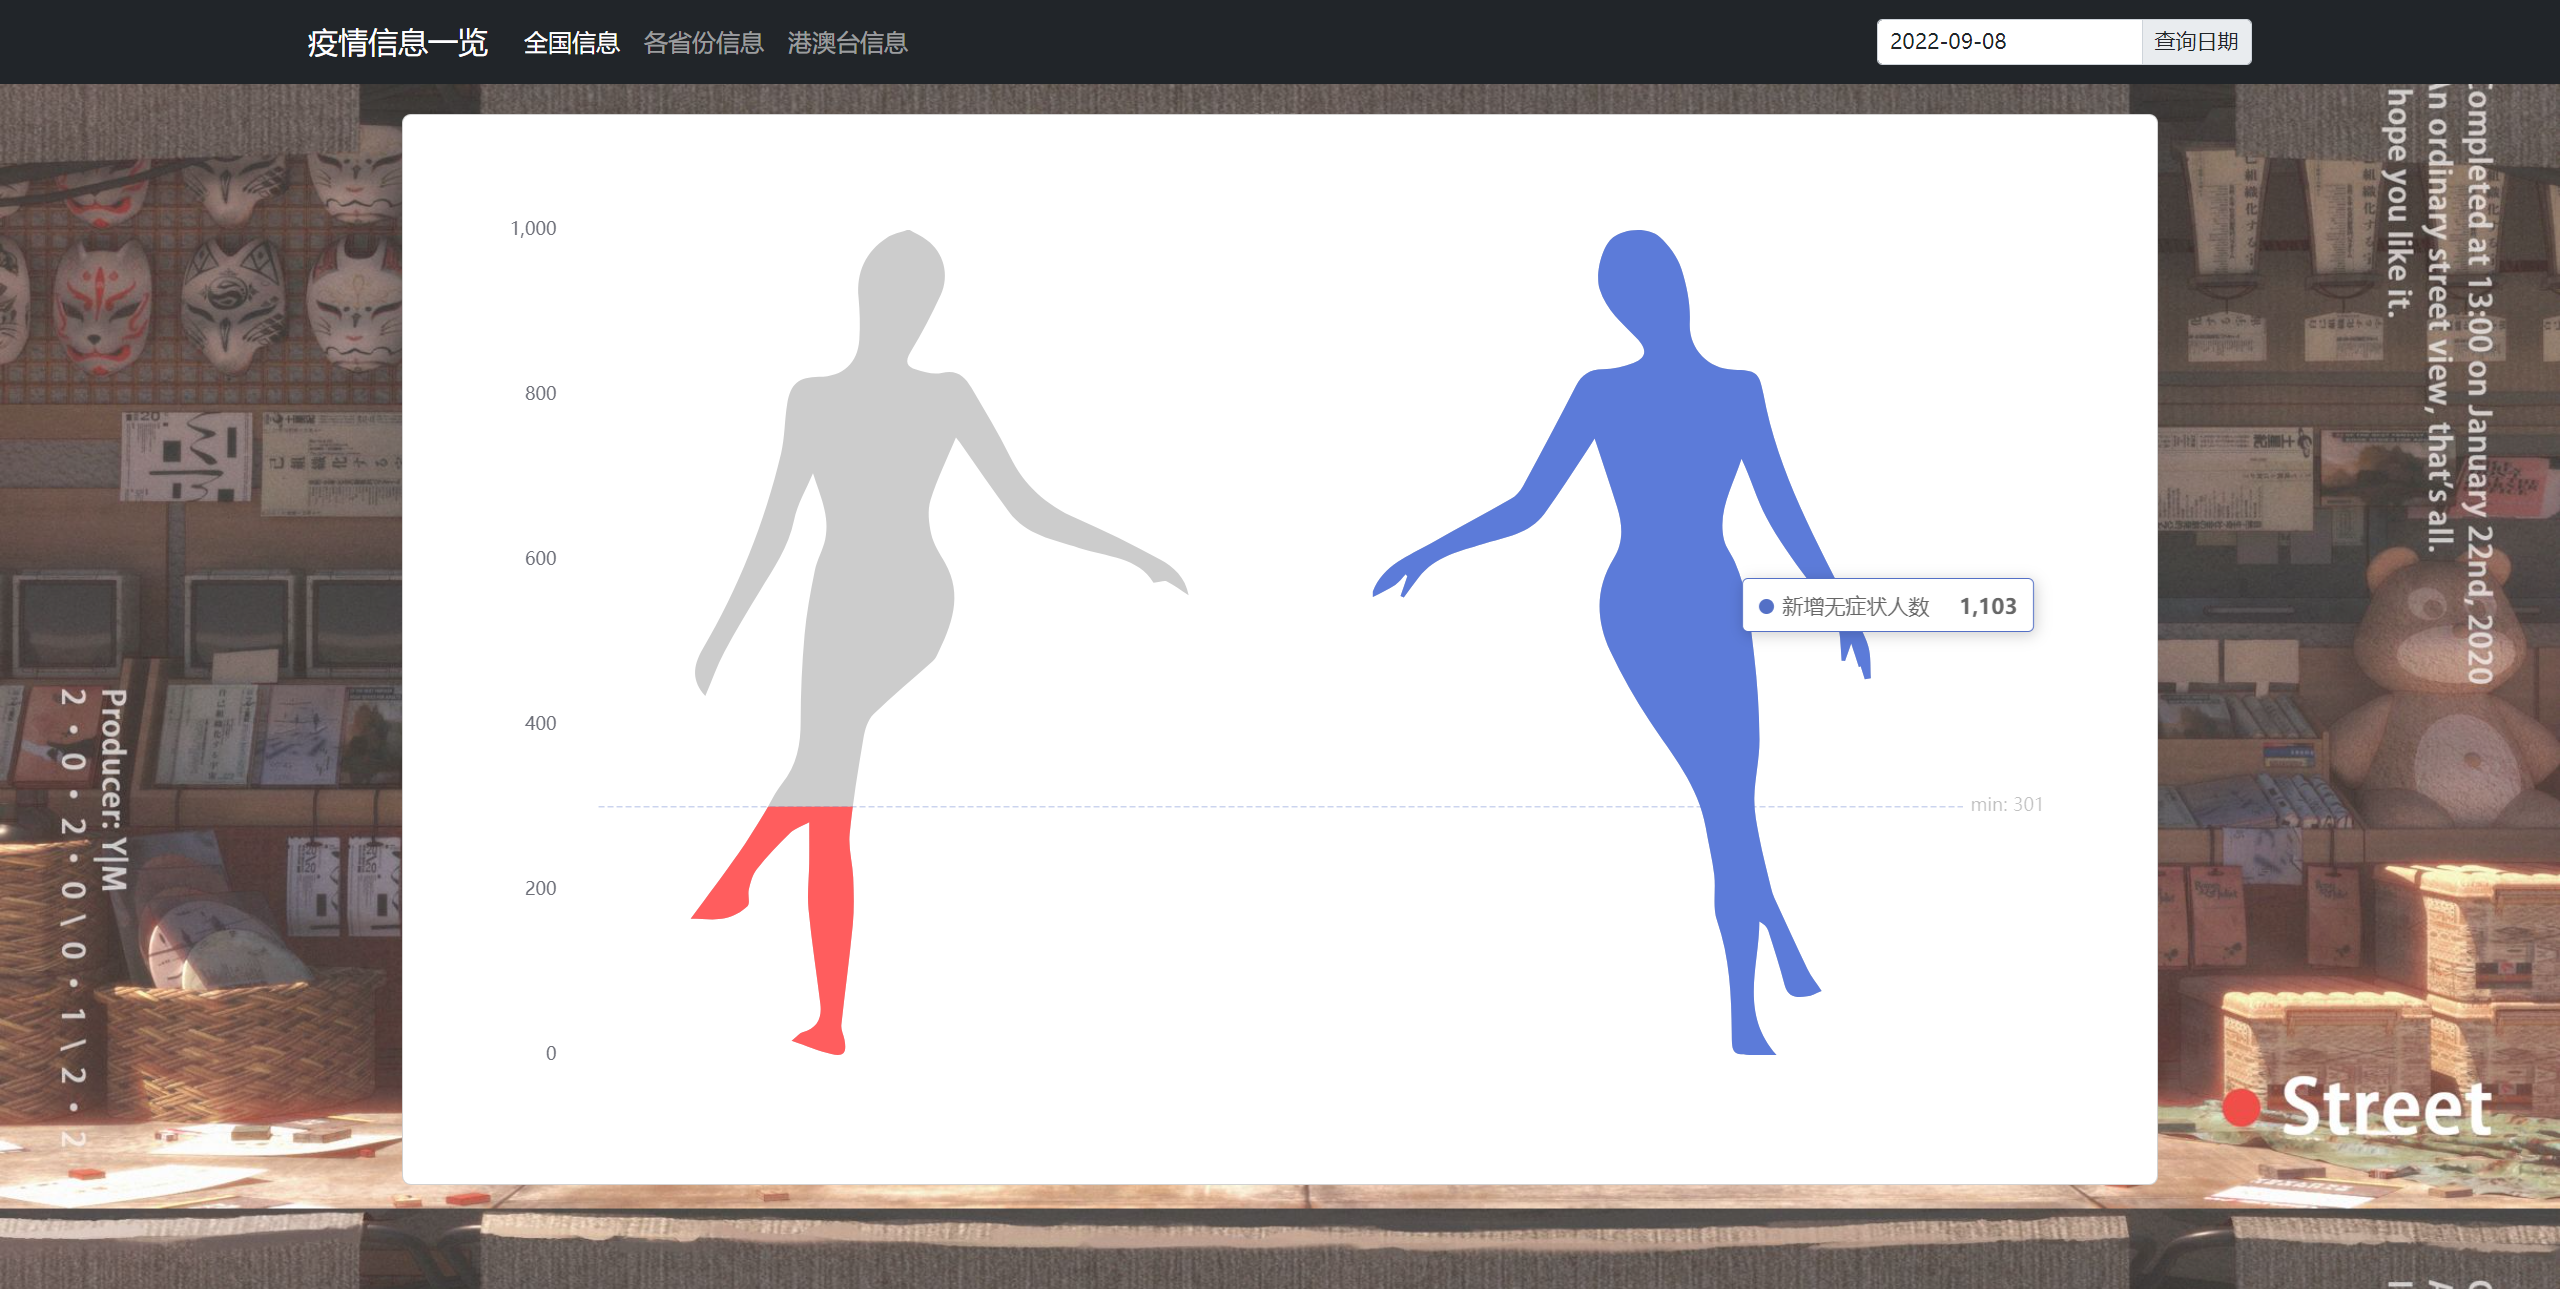 疫情信息一览 全国信息 各省份信息 港澳台信息 2022-09-08 查询日期
1,000
800
600
400
200
0
新增无症状人数 1,103
min: 301
ompleted at 13:00 on January 22nd, 2020
n ordinary street view, that's all.
hope you like it.
Producer: Y|M
2 • 0 • 2 • 0 \ 0 • 1 \ 2 • 2
Street